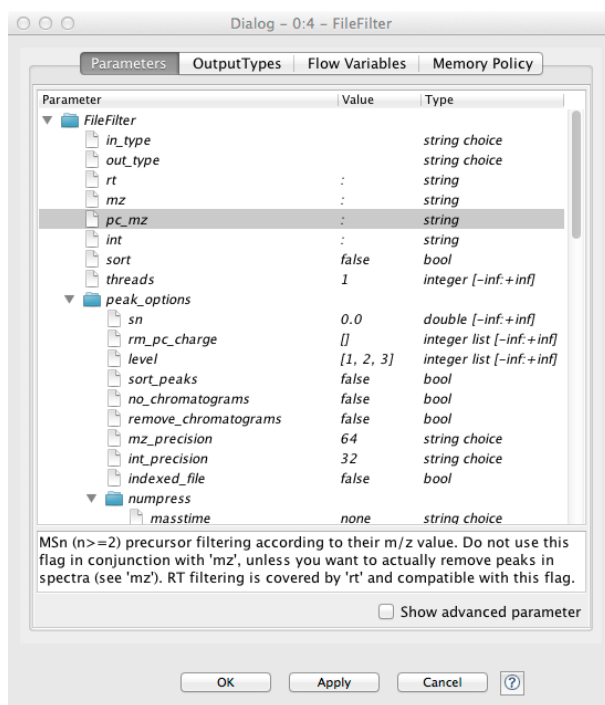 Dialog – 0:4 – FileFilter
Parameters OutputTypes Flow Variables Memory Policy
Parameter Value Type
FileFilter
in_type string choice
out_type string choice
rt : string
mz : string
pc_mz : string
int : string
sort false bool
threads 1 integer [-inf:+inf]
peak_options
sn 0.0 double [-inf:+inf]
rm_pc_charge [] integer list [-inf:+inf]
level [1, 2, 3] integer list [-inf:+inf]
sort_peaks false bool
no_chromatograms false bool
remove_chromatograms false bool
mz_precision 64 string choice
int_precision 32 string choice
indexed_file false bool
numpress
masstime none string choice
MSn (n>=2) precursor filtering according to their m/z value. Do not use this
flag in conjunction with 'mz', unless you want to actually remove peaks in
spectra (see 'mz'). RT filtering is covered by 'rt' and compatible with this flag.
Show advanced parameter
OK Apply Cancel ?